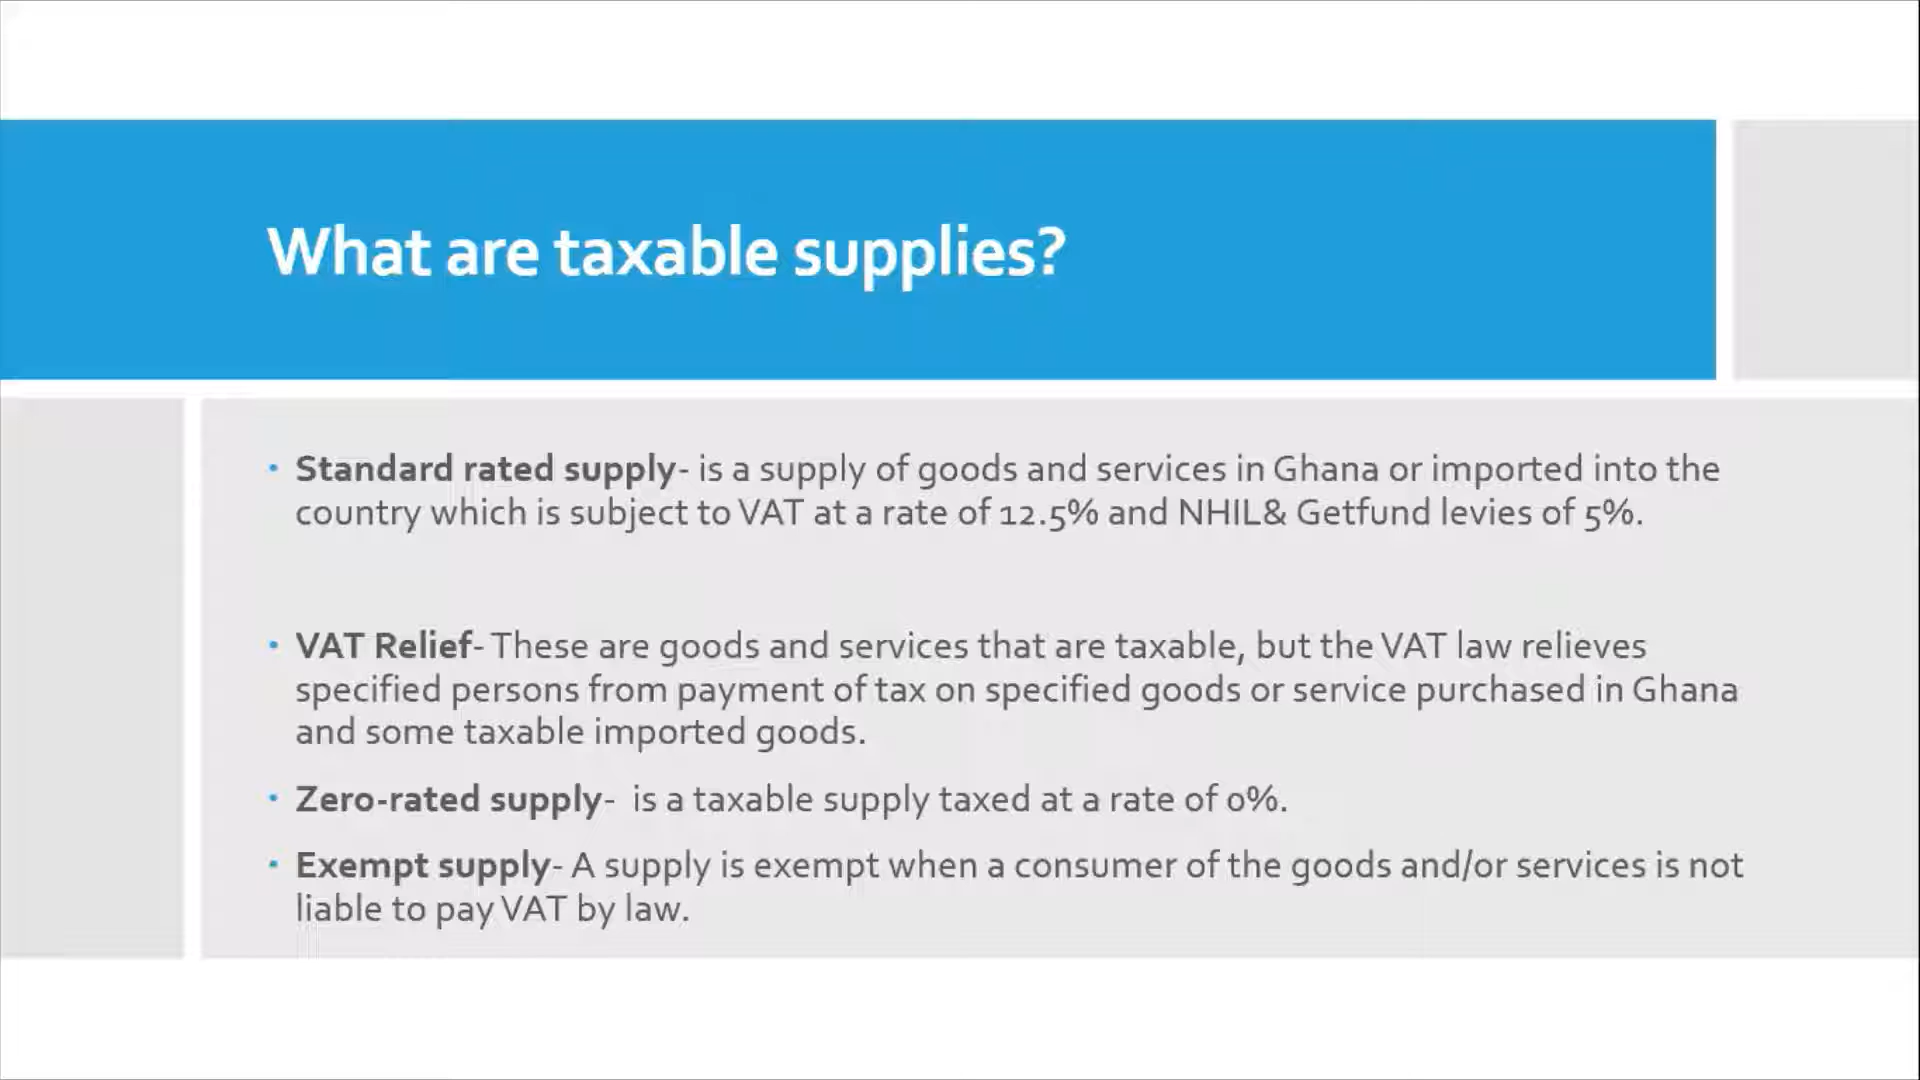 What are taxable supplies?
• Standard rated supply- is a supply of goods and services in Ghana or imported into the
country which is subject to VAT at a rate of 12.5% and NHIL& Getfund levies of 5%.
• VAT Relief- These are goods and services that are taxable, but the VAT law relieves
specified persons from payment of tax on specified goods or service purchased in Ghana
and some taxable imported goods.
• Zero-rated supply-  is a taxable supply taxed at a rate of 0%.
• Exempt supply- A supply is exempt when a consumer of the goods and/or services is not
liable to pay VAT by law.